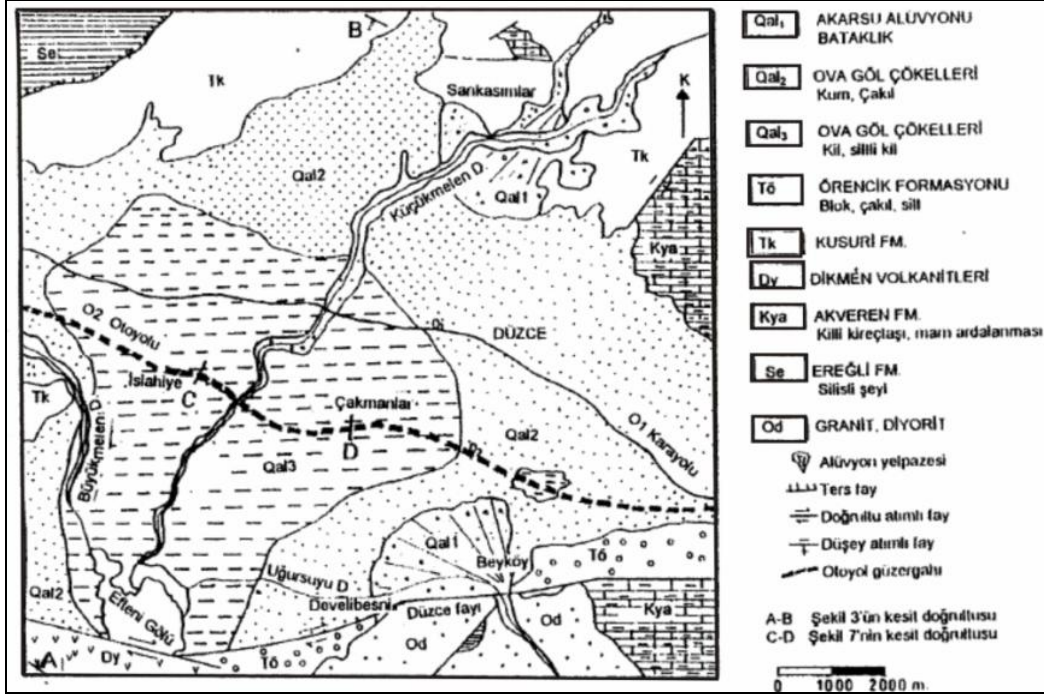 B
Se
Tk
Sarıkasımlar
K
Tk
Qal2
Küçükmelen D.
Qal1
Kya
O2 Otoyolu
DÜZCE
İslahiye
C
Tk
Çakmanlar
D
O1 Karayolu
Büyükmelen D.
Qal3
Qal2
Qal1
Beyköy
Tö
Uğursuyu D
Develibesni
Düzce fayı
Kya
Qal2
Efteni Gölü
Od
Od
Dy
Tö
A
Qal1 AKARSU ALÜVYONU
BATAKLIK
Qal2 OVA GÖL ÇÖKELLERİ
Kum, Çakıl
Qal3 OVA GÖL ÇÖKELLERİ
Kil, siltli kil
Tö ÖRENCİK FORMASYONU
Blok, çakıl, silt
Tk KUSURİ FM.
Dy DİKMEN VOLKANİTLERİ
Kya AKVEREN FM.
Killi kireçtaşı, marn ardalanması
Se EREĞLİ FM.
Silisli şeyl
Od GRANİT, DİYORİT
Alüvyon yelpazesi
Ters fay
Doğrultu atımlı fay
Düşey atımlı fay
Otoyol güzergahı
A-B Şekil 3'ün kesit doğrultusu
C-D Şekil 7'nin kesit doğrultusu
0 1000 2000 m.